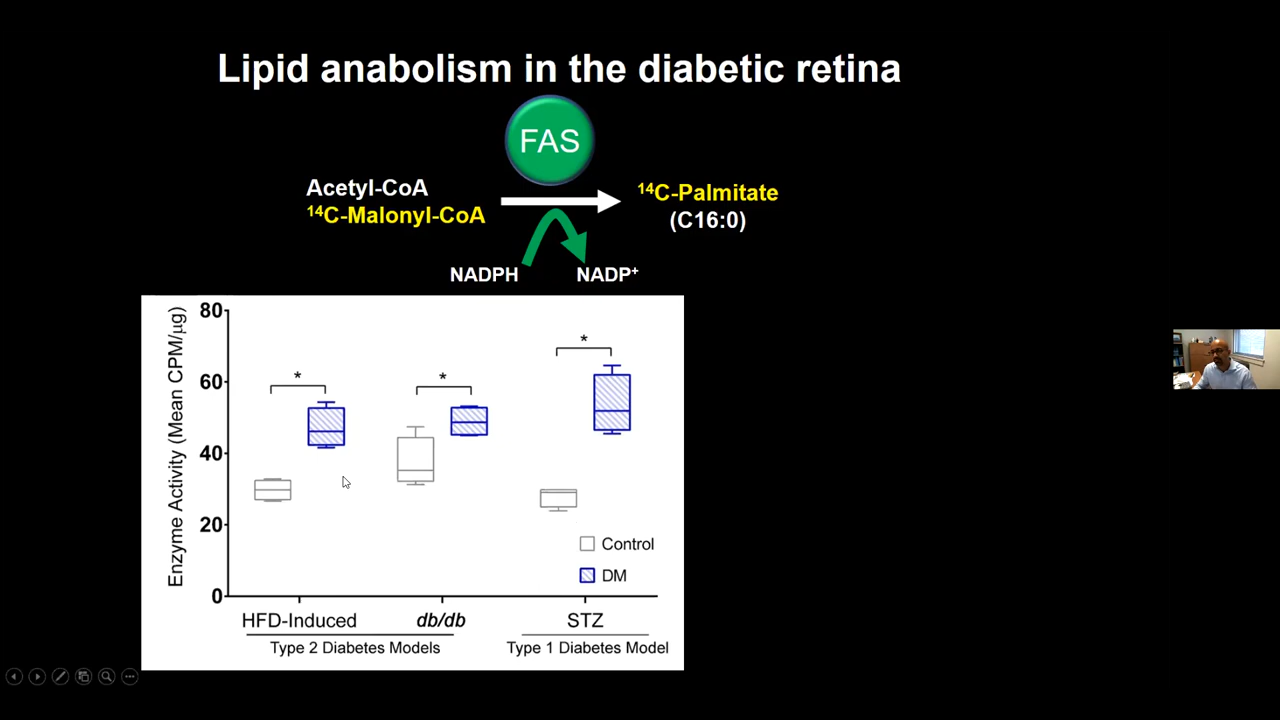 Lipid anabolism in the diabetic retina
FAS
Acetyl-CoA
¹⁴C-Malonyl-CoA
¹⁴C-Palmitate
(C16:0)
NADPH
NADP⁺
Enzyme Activity (Mean CPM/µg)
80
60
40
20
0
*
*
*
Control
DM
HFD-Induced
db/db
STZ
Type 2 Diabetes Models
Type 1 Diabetes Model